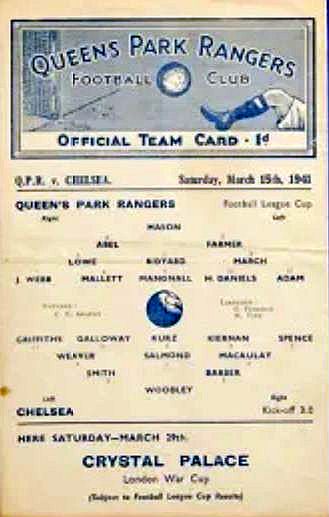 QUEENS PARK RANGERS
FOOTBALL CLUB
OFFICIAL TEAM CARD - 1d
Q.P.R. v. CHELSEA. Saturday, March 15th, 1941
QUEEN'S PARK RANGERS Football League Cup
Right Left
MASON
ABEL FARMER
LOWE RIDYARD MARCH
J. WEBB MALLETT MANGNALL H. DANIELS ADAM
GRIFFITHS GALLOWAY KURZ KIERNAN SPENCE
WEAVER SALMOND MACAULAY
SMITH BARBER
WOODLEY
Left Right
CHELSEA Kick-off 3.0
HERE SATURDAY—MARCH 29th.
CRYSTAL PALACE
London War Cup
(Subject to Football League Cup Results)